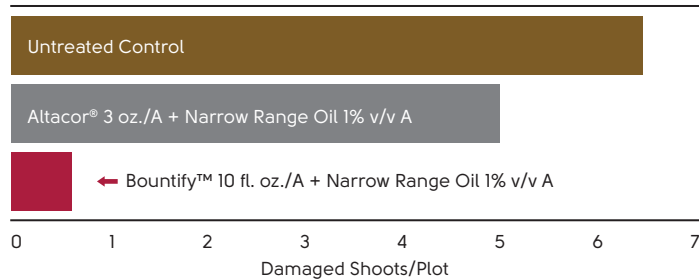 Untreated Control
Altacor® 3 oz./A + Narrow Range Oil 1% v/v A
Bountify™ 10 fl. oz./A + Narrow Range Oil 1% v/v A
0 1 2 3 4 5 6 7
Damaged Shoots/Plot